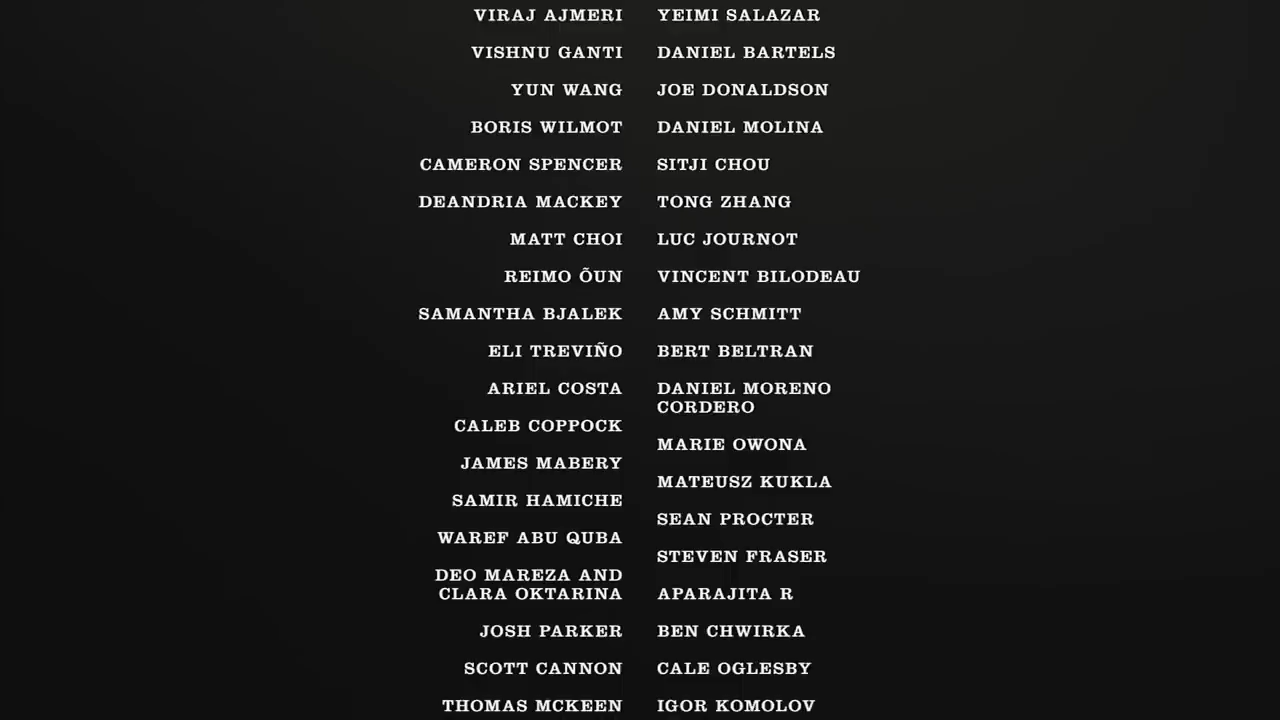 VIRAJ AJMERI
VISHNU GANTI
YUN WANG
BORIS WILMOT
CAMERON SPENCER
DEANDRIA MACKEY
MATT CHOI
REIMO ÕUN
SAMANTHA BJALEK
ELI TREVIÑO
ARIEL COSTA
CALEB COPPOCK
JAMES MABERY
SAMIR HAMICHE
WAREF ABU QUBA
DEO MAREZA AND
CLARA OKTARINA
JOSH PARKER
SCOTT CANNON
THOMAS MCKEEN
YEIMI SALAZAR
DANIEL BARTELS
JOE DONALDSON
DANIEL MOLINA
SITJI CHOU
TONG ZHANG
LUC JOURNOT
VINCENT BILODEAU
AMY SCHMITT
BERT BELTRAN
DANIEL MORENO
CORDERO
MARIE OWONA
MATEUSZ KUKLA
SEAN PROCTER
STEVEN FRASER
APARAJITA R
BEN CHWIRKA
CALE OGLESBY
IGOR KOMOLOV